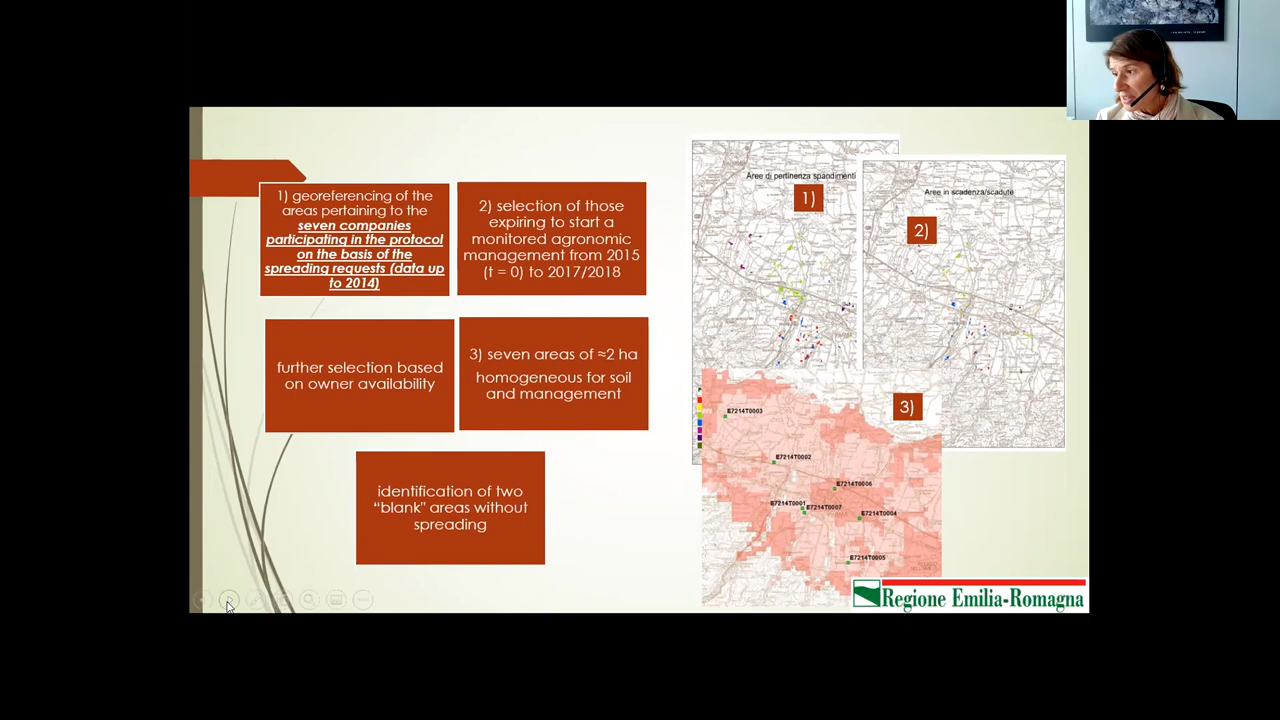 1) georeferencing of the
areas pertaining to the
seven companies
participating in the protocol
on the basis of the
spreading requests (data up
to 2014)
2) selection of those
expiring to start a
monitored agronomic
management from 2015
(t = 0) to 2017/2018
further selection based
on owner availability
3) seven areas of ≈2 ha
homogeneous for soil
and management
identification of two
“blank” areas without
spreading
Aree di pertinenza spandimenti
1)
Aree in scadenza/scadute
2)
3)
E7214T0003
E7214T0002
E7214T0006
E7214T0001
E7214T0007
E7214T0004
E7214T0005
Regione Emilia-Romagna